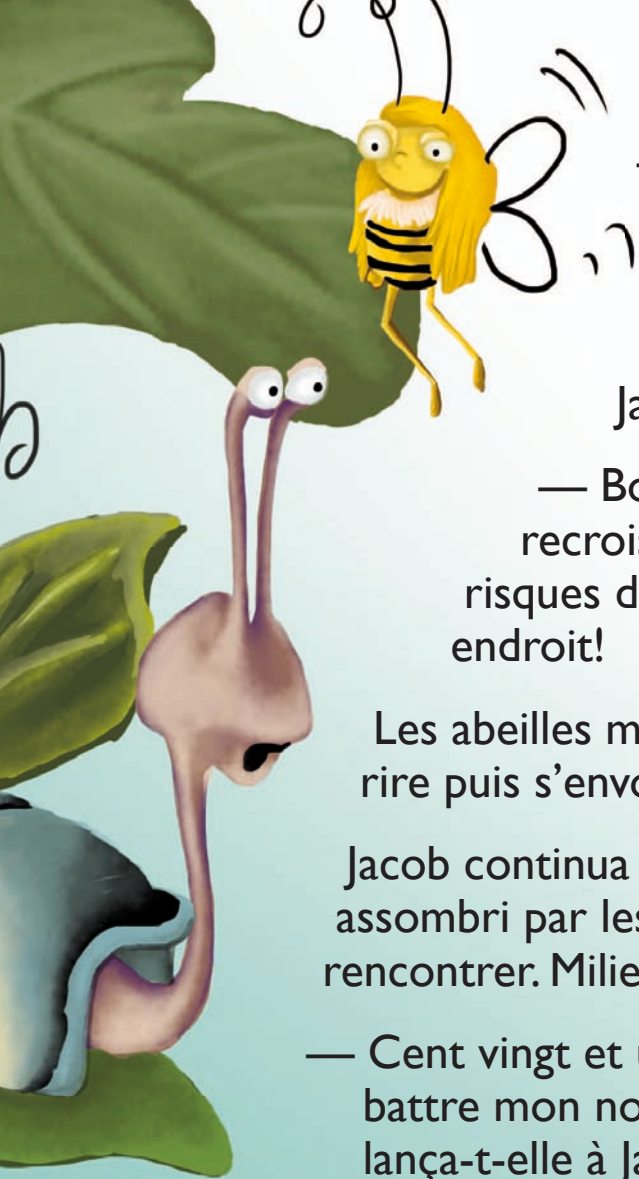 — Bo
recrois
risques d
endroit!
Les abeilles m
rire puis s’envo
Jacob continua
assombri par les
rencontrer. Milie
— Cent vingt et
battre mon no
lança-t-elle à Ja